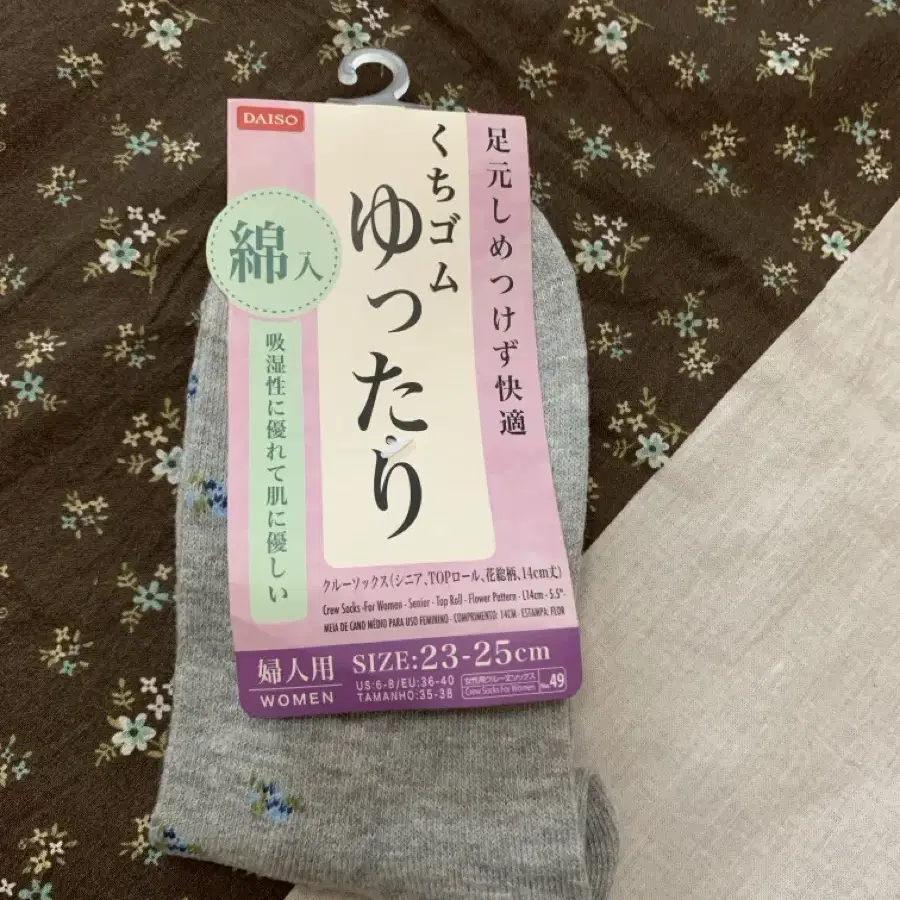 DAISO
足元しめつけず快適
くちゴム
ゆったり
綿入
吸湿性に優れて肌に優しい
クルーソックス(シニア、TOPロール、花総柄、14cm丈)
Crew Socks-For Women - Senior - Top Roll - Flower Pattern - L14cm - 5.5"-
MEIA DE CANO MÉDIO PARA USO FEMININO - COMPRIMENTO: 14CM - ESTAMPA: FLOR
婦人用 SIZE:23-25cm
WOMEN
US:6-8/EU:36-40
TAMANHO:35-38
女性用クルー丈ソックス
Crew Socks For Women
No.49